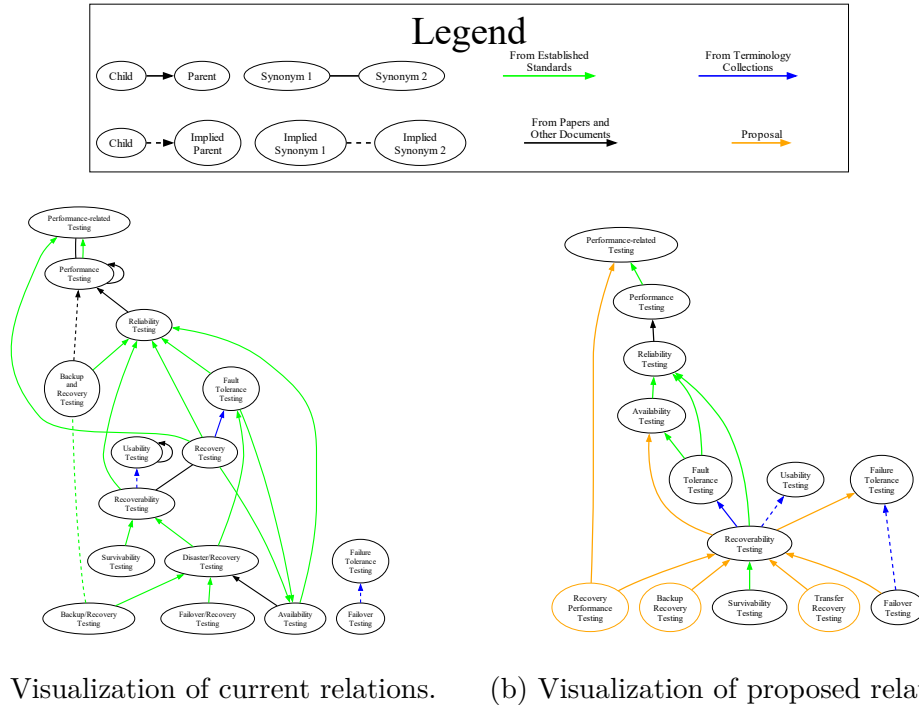 Legend
From Established
Standards
From Terminology
Collections
Child
Parent
Synonym 1
Synonym 2
From Papers and
Other Documents
Proposal
Child
Implied
Parent
Implied
Synonym 1
Implied
Synonym 2
Performance-related
Testing
Performance
Testing
Reliability
Testing
Backup
and
Recovery Testing
Fault
Tolerance
Testing
Usability
Testing
Recovery
Testing
Recoverability
Testing
Survivability
Testing
Disaster/Recovery
Testing
Failure
Tolerance
Testing
Backup/Recovery
Testing
Failover/Recovery
Testing
Availability
Testing
Failover
Testing
Performance-related
Testing
Performance
Testing
Reliability
Testing
Availability
Testing
Fault
Tolerance
Testing
Usability
Testing
Failure
Tolerance
Testing
Recoverability
Testing
Recovery
Performance
Testing
Backup
Recovery
Testing
Survivability
Testing
Transfer
Recovery
Testing
Failover
Testing
Visualization of current relations.
(b) Visualization of proposed rela